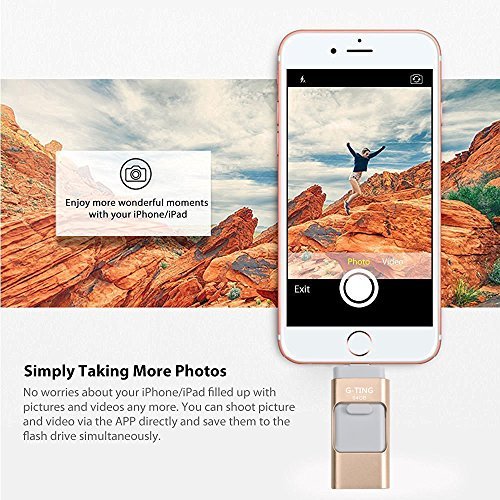 Enjoy more wonderful moments
with your iPhone/iPad
Photo Video
Exit
G-TING
64GB
Simply Taking More Photos
No worries about your iPhone/iPad filled up with
pictures and videos any more. You can shoot picture
and video via the APP directly and save them to the
flash drive simultaneously.